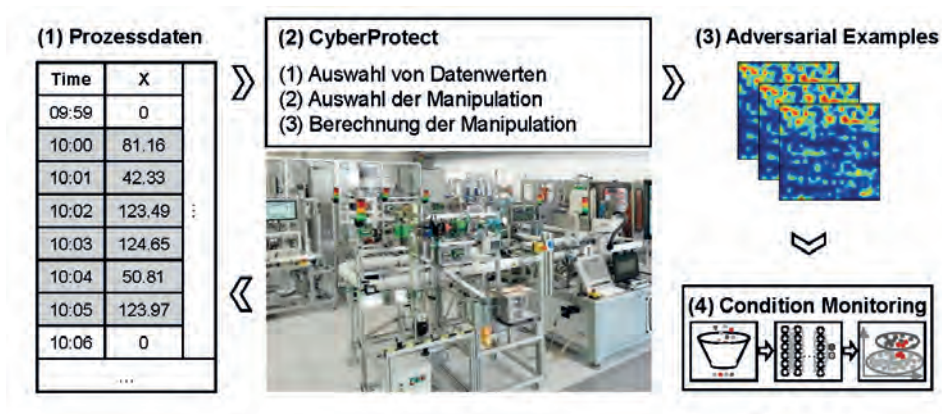 (1) Prozessdaten
Time X
09:59 0
10:00 81.16
10:01 42.33
10:02 123.49
10:03 124.65
10:04 50.81
10:05 123.97
10:06 0
...
(2) CyberProtect
(1) Auswahl von Datenwerten
(2) Auswahl der Manipulation
(3) Berechnung der Manipulation
(3) Adversarial Examples
(4) Condition Monitoring